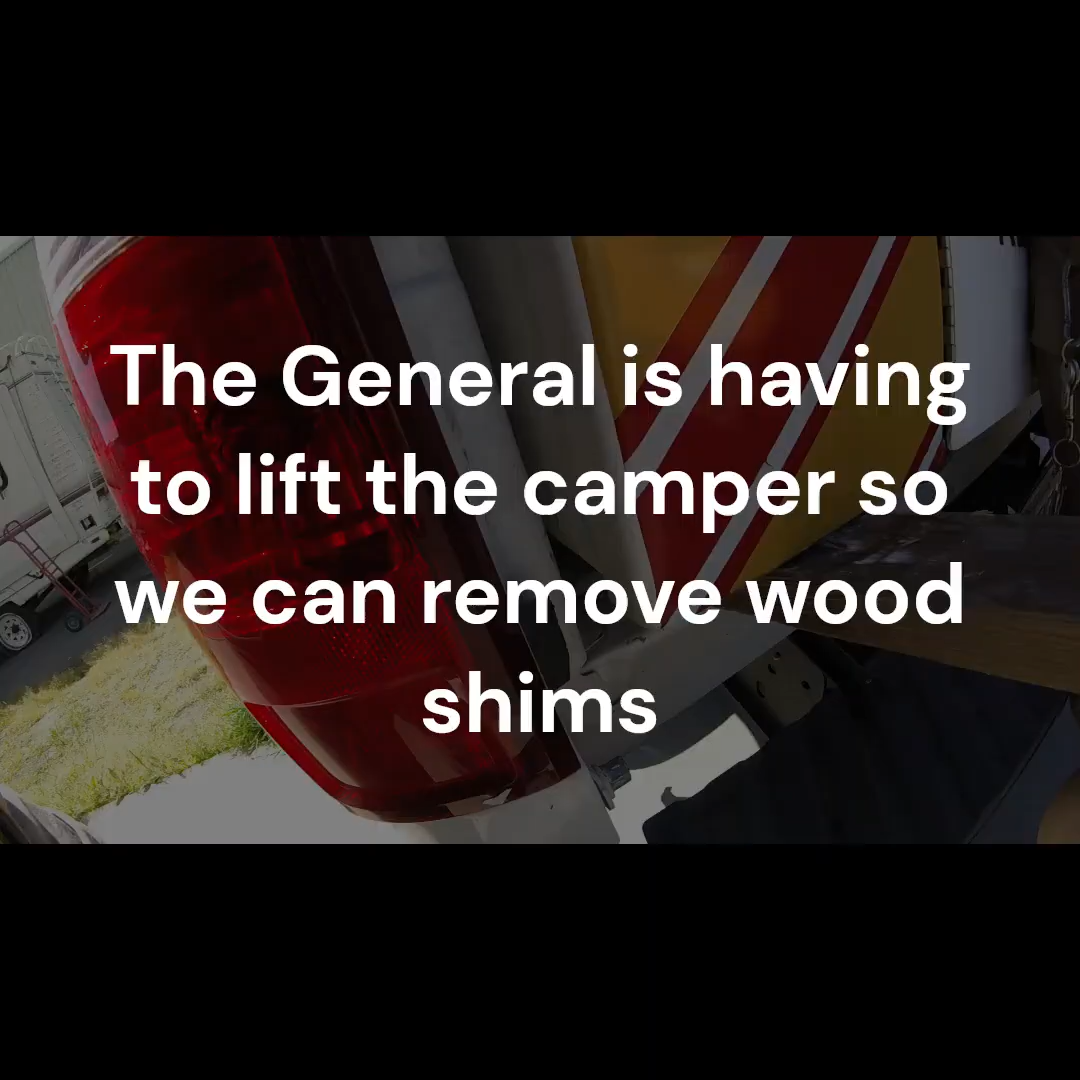 The General is having
to lift the camper so
we can remove wood
shims